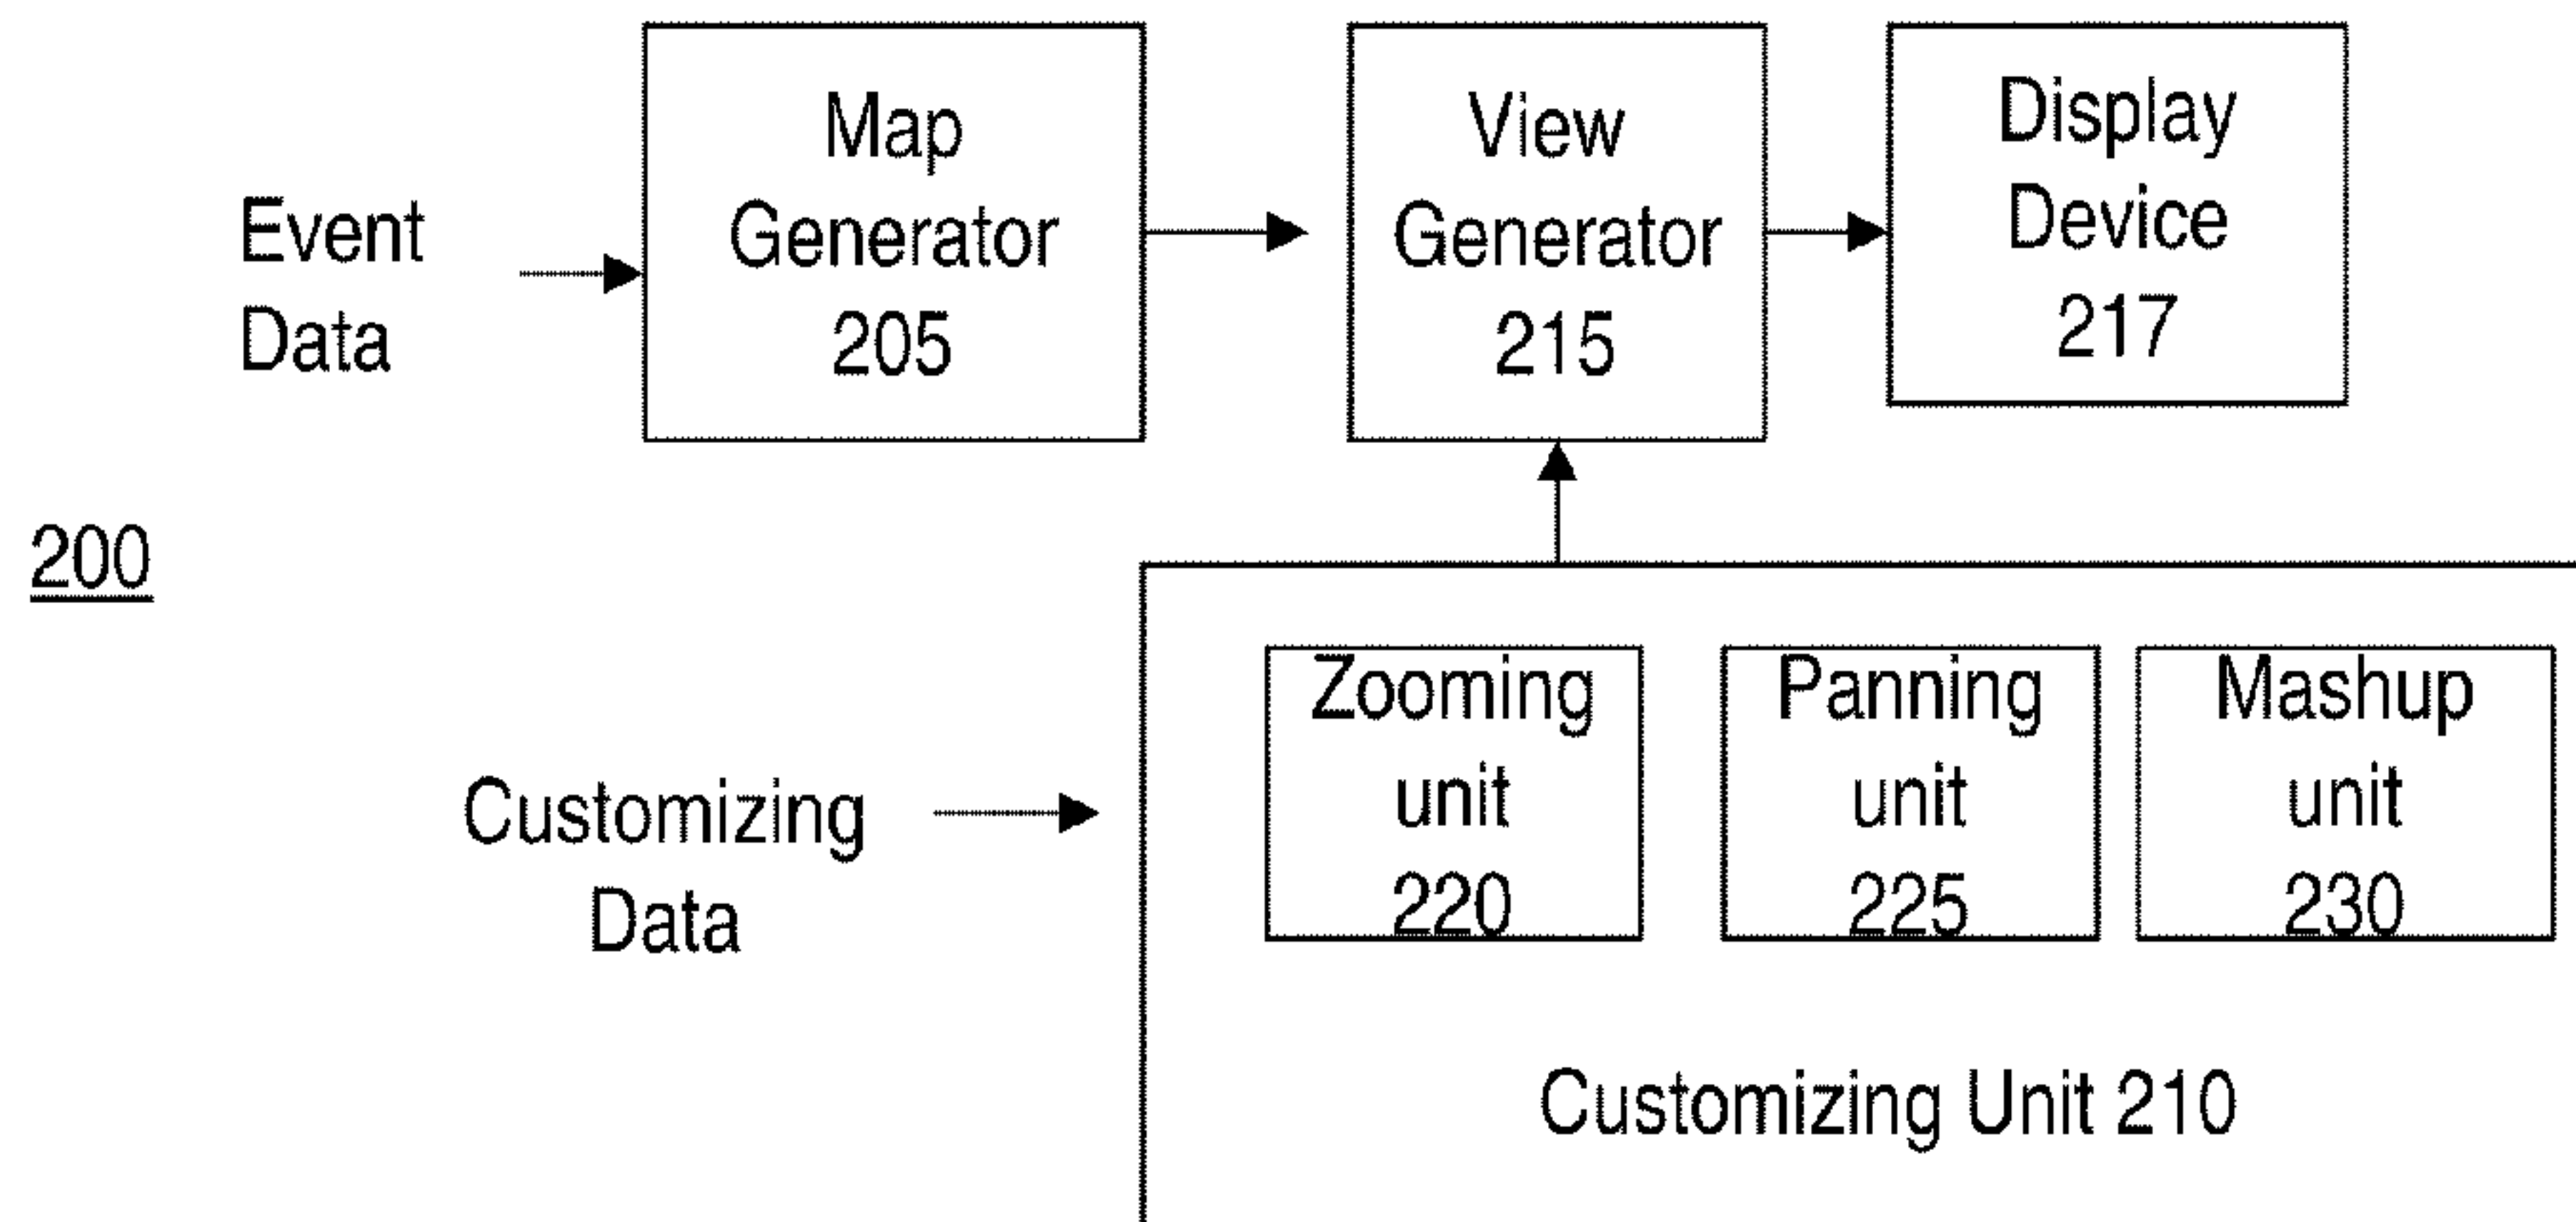 Event
Data
Map
Generator
205
View
Generator
215
Display
Device
217
200
Customizing
Data
Zooming
unit
220
Panning
unit
225
Mashup
unit
230
Customizing Unit 210